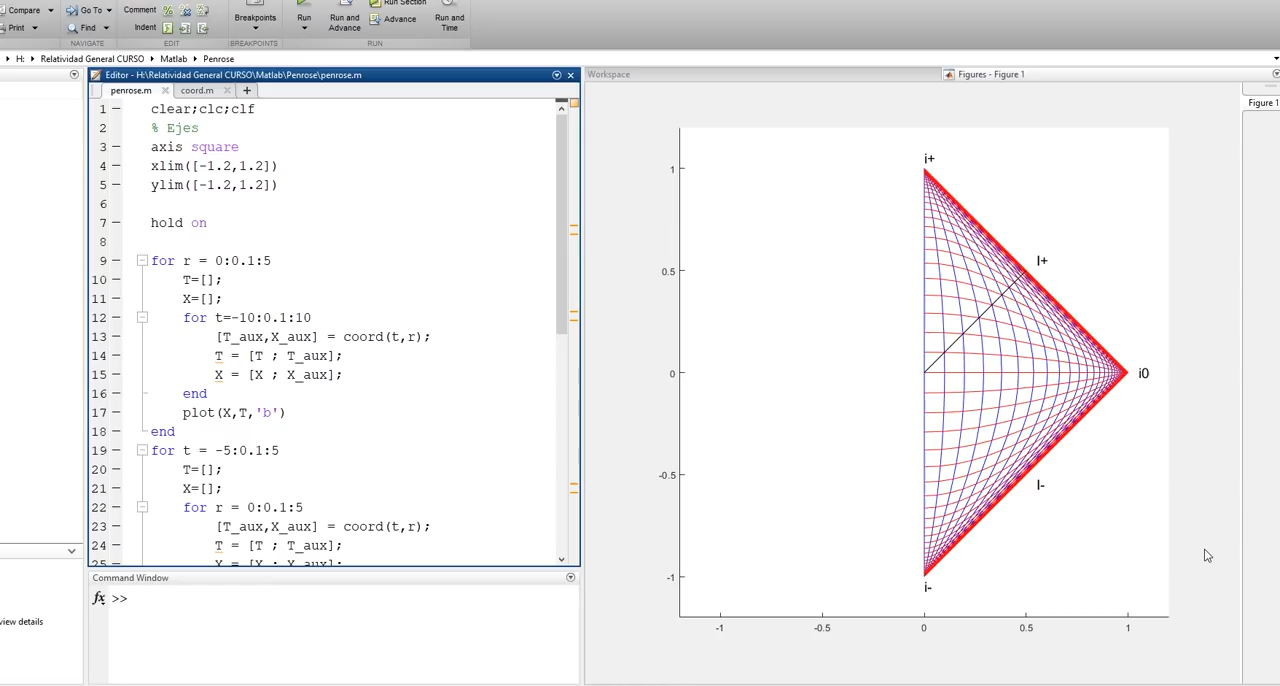 Compare
Go To
Comment
Print
Find
Indent
NAVIGATE
EDIT
Breakpoints
BREAKPOINTS
Run
Run and
Advance
Run Section
Advance
Run and
Time
RUN
H: Relatividad General CURSO Matlab Penrose
Editor - H:\Relatividad General CURSO\Matlab\Penrose\penrose.m
penrose.m
coord.m
1 clear;clc;clf
2 % Ejes
3 axis square
4 xlim([-1.2,1.2])
5 ylim([-1.2,1.2])
6
7 hold on
8
9 for r = 0:0.1:5
10 T=[];
11 X=[];
12 for t=-10:0.1:10
13 [T_aux,X_aux] = coord(t,r);
14 T = [T ; T_aux];
15 X = [X ; X_aux];
16 end
17 plot(X,T,'b')
18 end
19 for t = -5:0.1:5
20 T=[];
21 X=[];
22 for r = 0:0.1:5
23 [T_aux,X_aux] = coord(t,r);
24 T = [T ; T_aux];
25 X = [X ; X_aux];
Command Window
fx >>
view details
Workspace
Figures - Figure 1
Figure 1
i+
I+
i0
I-
i-
1
0.5
0
-0.5
-1
-1
-0.5
0
0.5
1